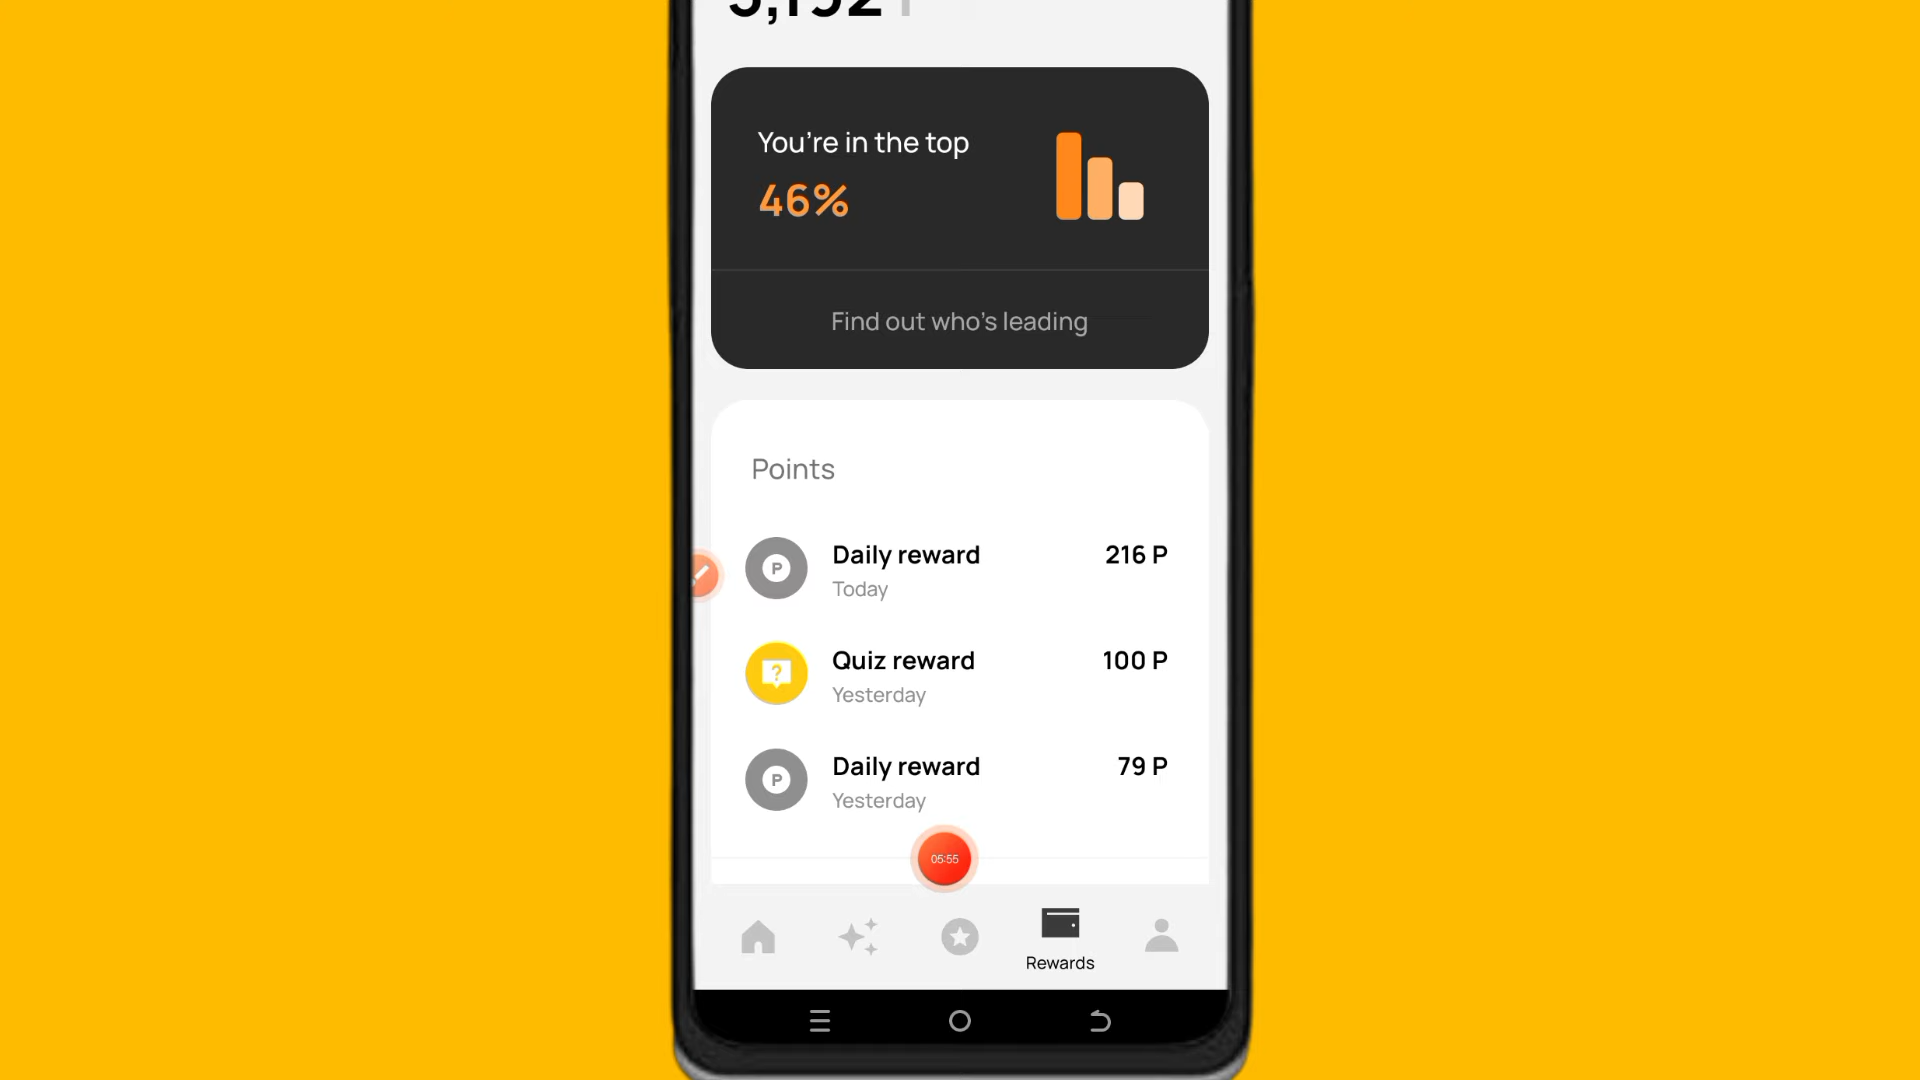 You're in the top
46%
Find out who's leading
Points
Daily reward
216 P
Today
Quiz reward
100 P
Yesterday
Daily reward
79 P
Yesterday
05:55
Rewards